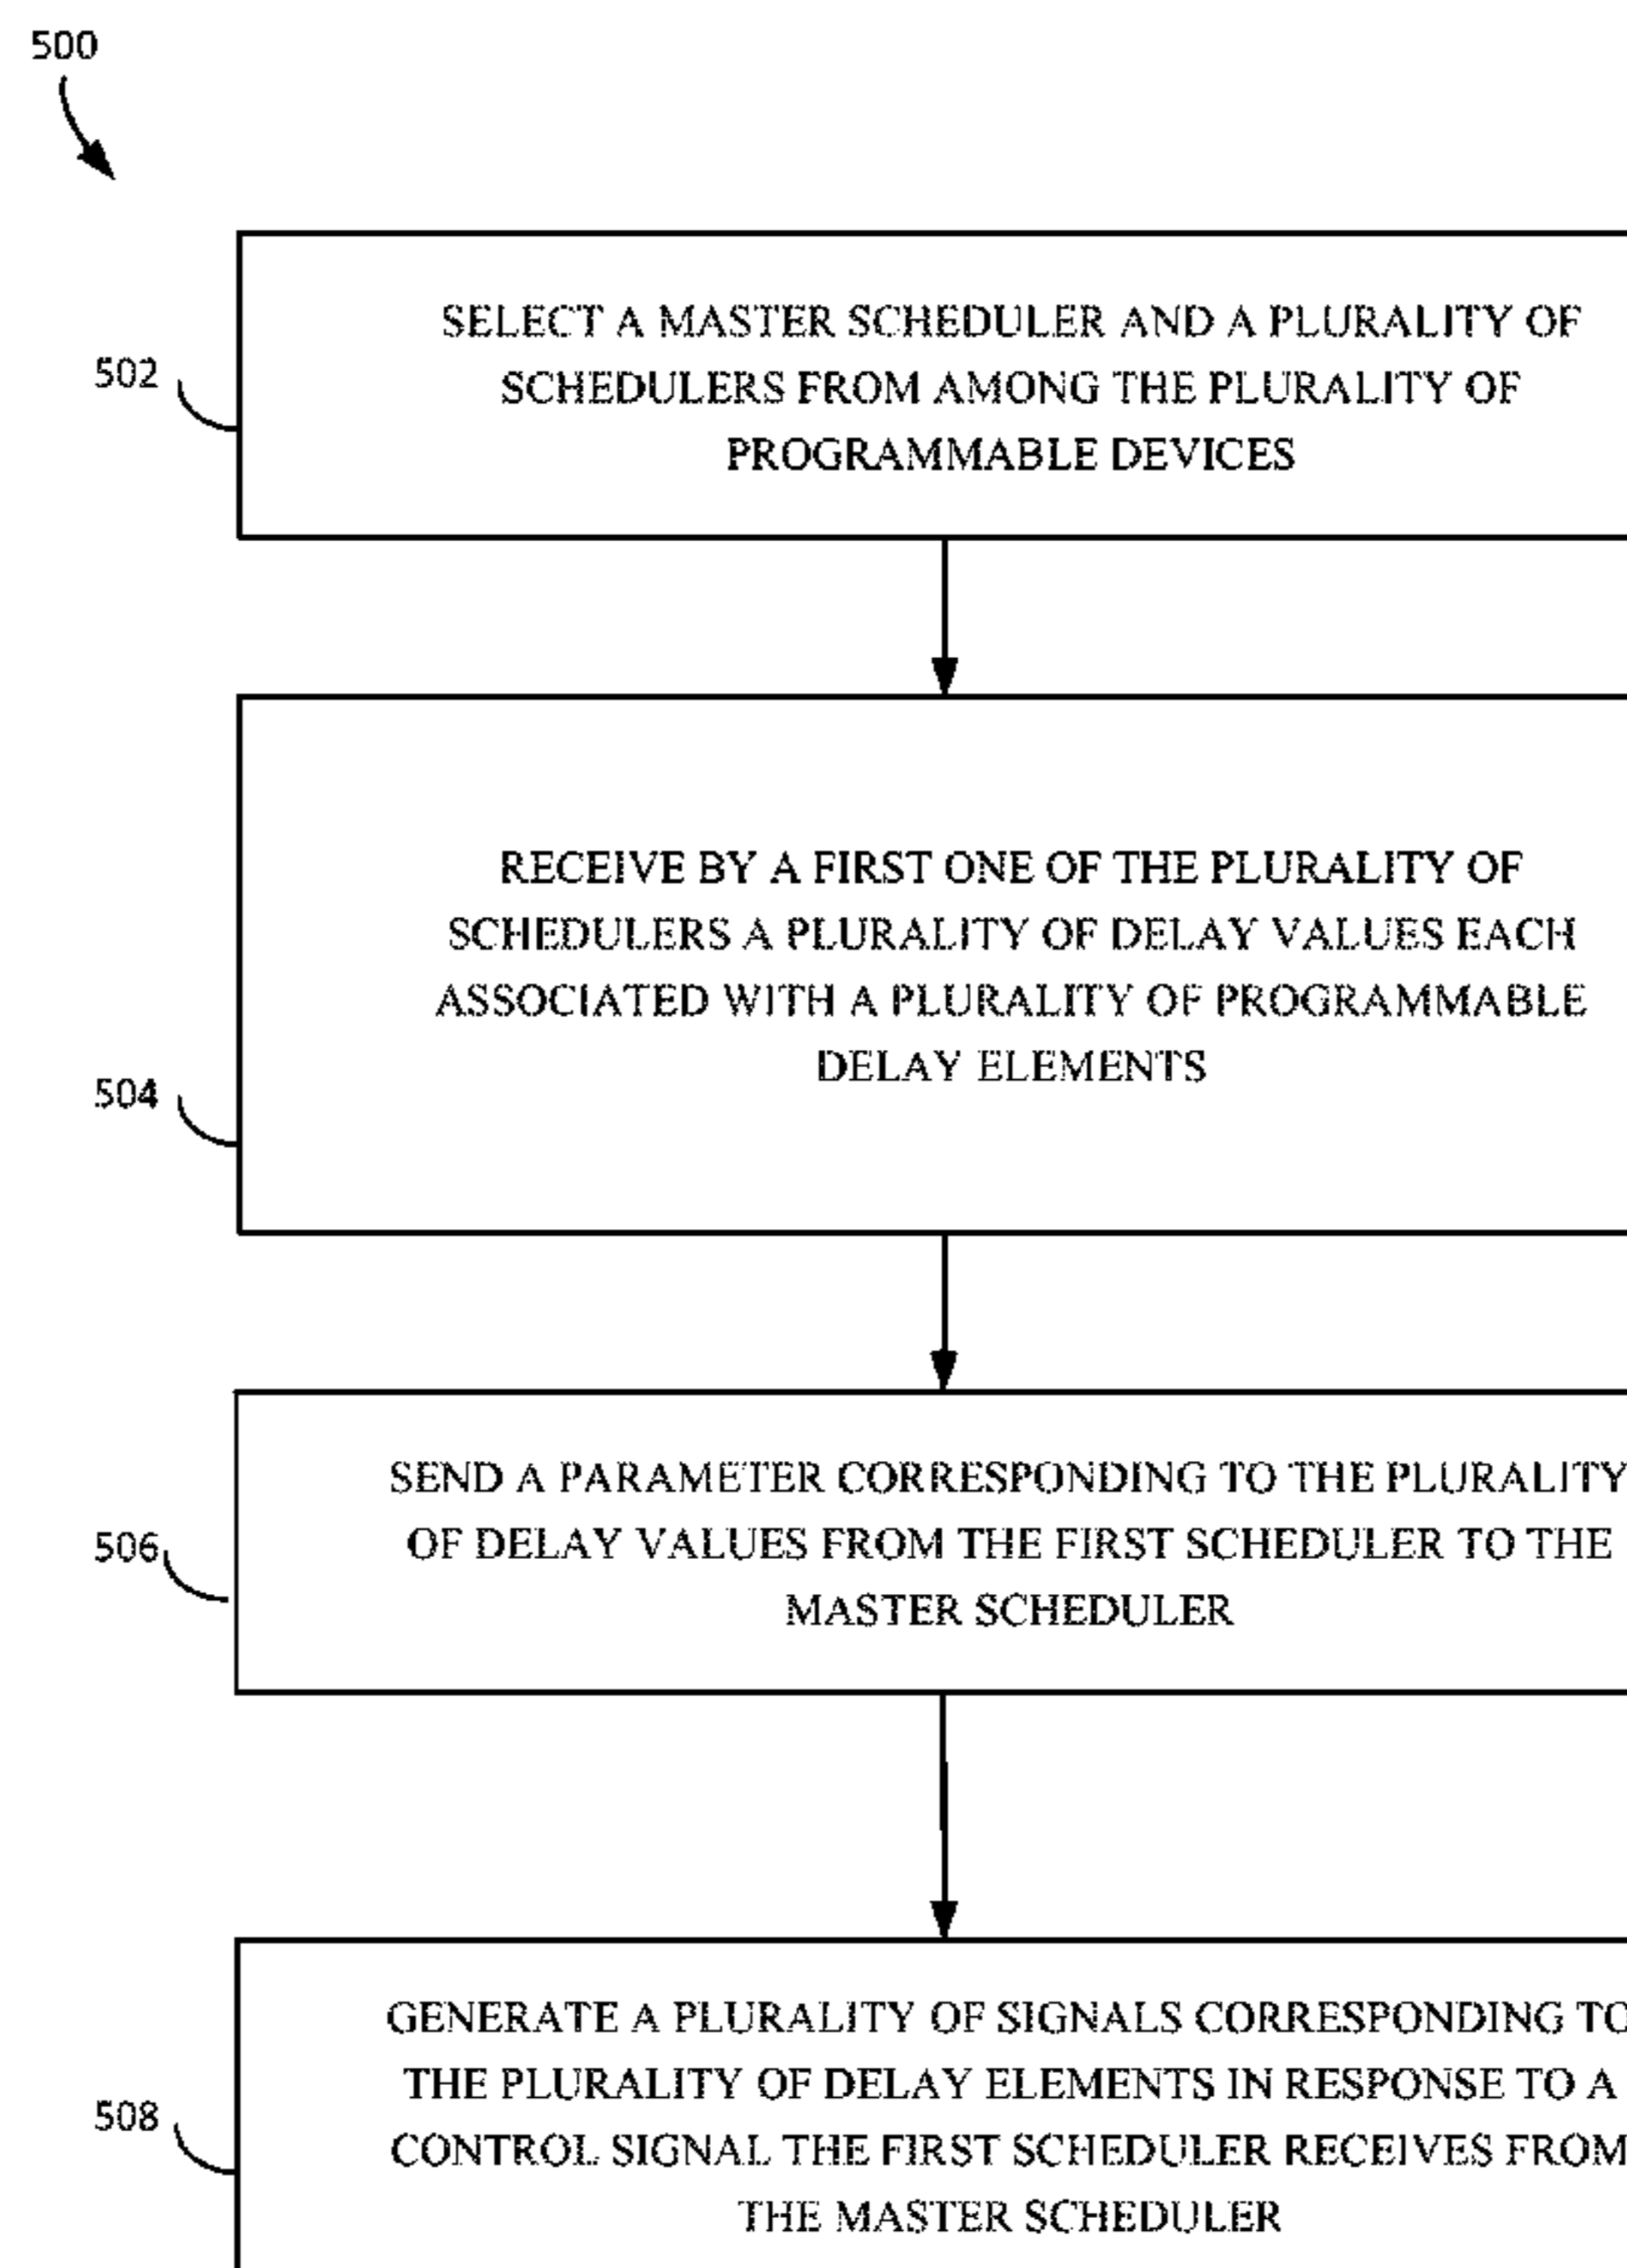 500
502
SELECT A MASTER SCHEDULER AND A PLURALITY OF
SCHEDULERS FROM AMONG THE PLURALITY OF
PROGRAMMABLE DEVICES
RECEIVE BY A FIRST ONE OF THE PLURALITY OF
SCHEDULERS A PLURALITY OF DELAY VALUES EACH
ASSOCIATED WITH A PLURALITY OF PROGRAMMABLE
DELAY ELEMENTS
504
SEND A PARAMETER CORRESPONDING TO THE PLURALITY
OF DELAY VALUES FROM THE FIRST SCHEDULER TO THE
MASTER SCHEDULER
506
GENERATE A PLURALITY OF SIGNALS CORRESPONDING TO
THE PLURALITY OF DELAY ELEMENTS IN RESPONSE TO A
CONTROL SIGNAL THE FIRST SCHEDULER RECEIVES FROM
THE MASTER SCHEDULER
508